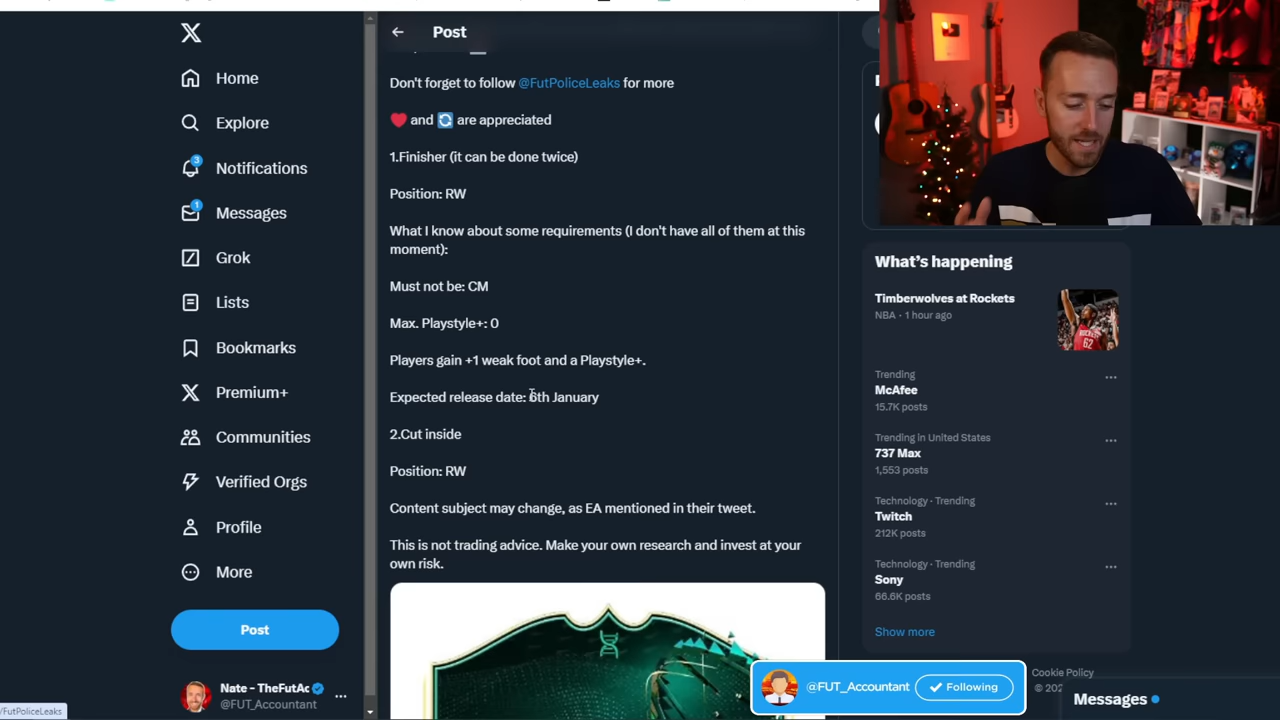 Home
Explore
3
Notifications
1
Messages
Grok
Lists
Bookmarks
Premium+
Communities
Verified Orgs
Profile
More
Post
Nate - TheFutAc
@FUT_Accountant
/FutPoliceLeaks
Post
Don't forget to follow @FutPoliceLeaks for more
and are appreciated
1.Finisher (it can be done twice)
Position: RW
What I know about some requirements (I don't have all of them at this
moment):
Must not be: CM
Max. Playstyle+: 0
Players gain +1 weak foot and a Playstyle+.
Expected release date: 6th January
2.Cut inside
Position: RW
Content subject may change, as EA mentioned in their tweet.
This is not trading advice. Make your own research and invest at your
own risk.
What's happening
Timberwolves at Rockets
NBA · 1 hour ago
Trending
McAfee
15.7K posts
Trending in United States
737 Max
1,553 posts
Technology · Trending
Twitch
212K posts
Technology · Trending
Sony
66.6K posts
Show more
Cookie Policy
@FUT_Accountant
Following
Messages